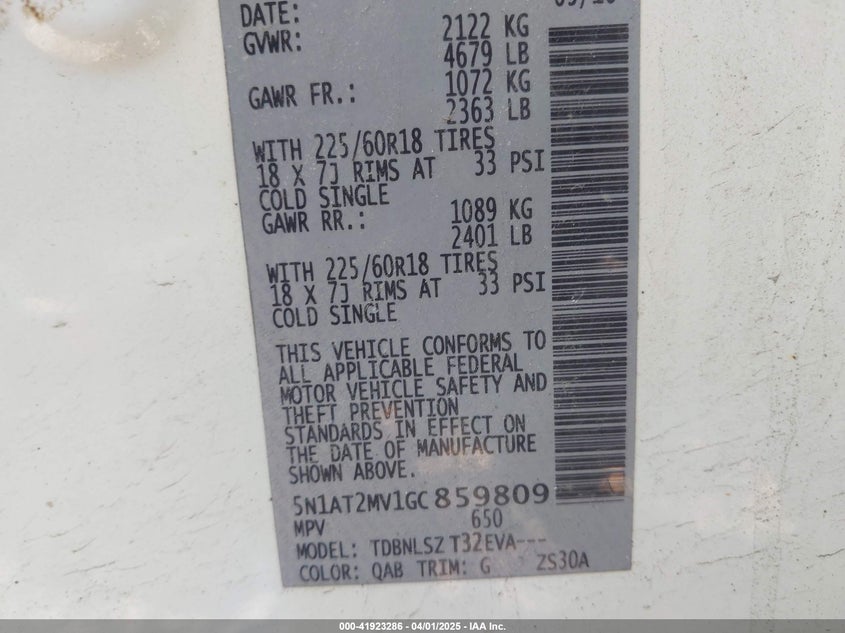 DATE:
GVWR: 2122 KG
4679 LB
GAWR FR.: 1072 KG
2363 LB
WITH 225/60R18 TIRES
18 X 7J RIMS AT 33 PSI
COLD SINGLE
GAWR RR.: 1089 KG
2401 LB
WITH 225/60R18 TIRES
18 X 7J RIMS AT 33 PSI
COLD SINGLE
THIS VEHICLE CONFORMS TO
ALL APPLICABLE FEDERAL
MOTOR VEHICLE SAFETY AND
THEFT PREVENTION
STANDARDS IN EFFECT ON
THE DATE OF MANUFACTURE
SHOWN ABOVE.
5N1AT2MV1GC859809
MPV 650
MODEL: TDBNLSZ T32EVA---
COLOR: QAB TRIM: G ZS30A
000-41923286 - 04/01/2025 - IAA Inc.